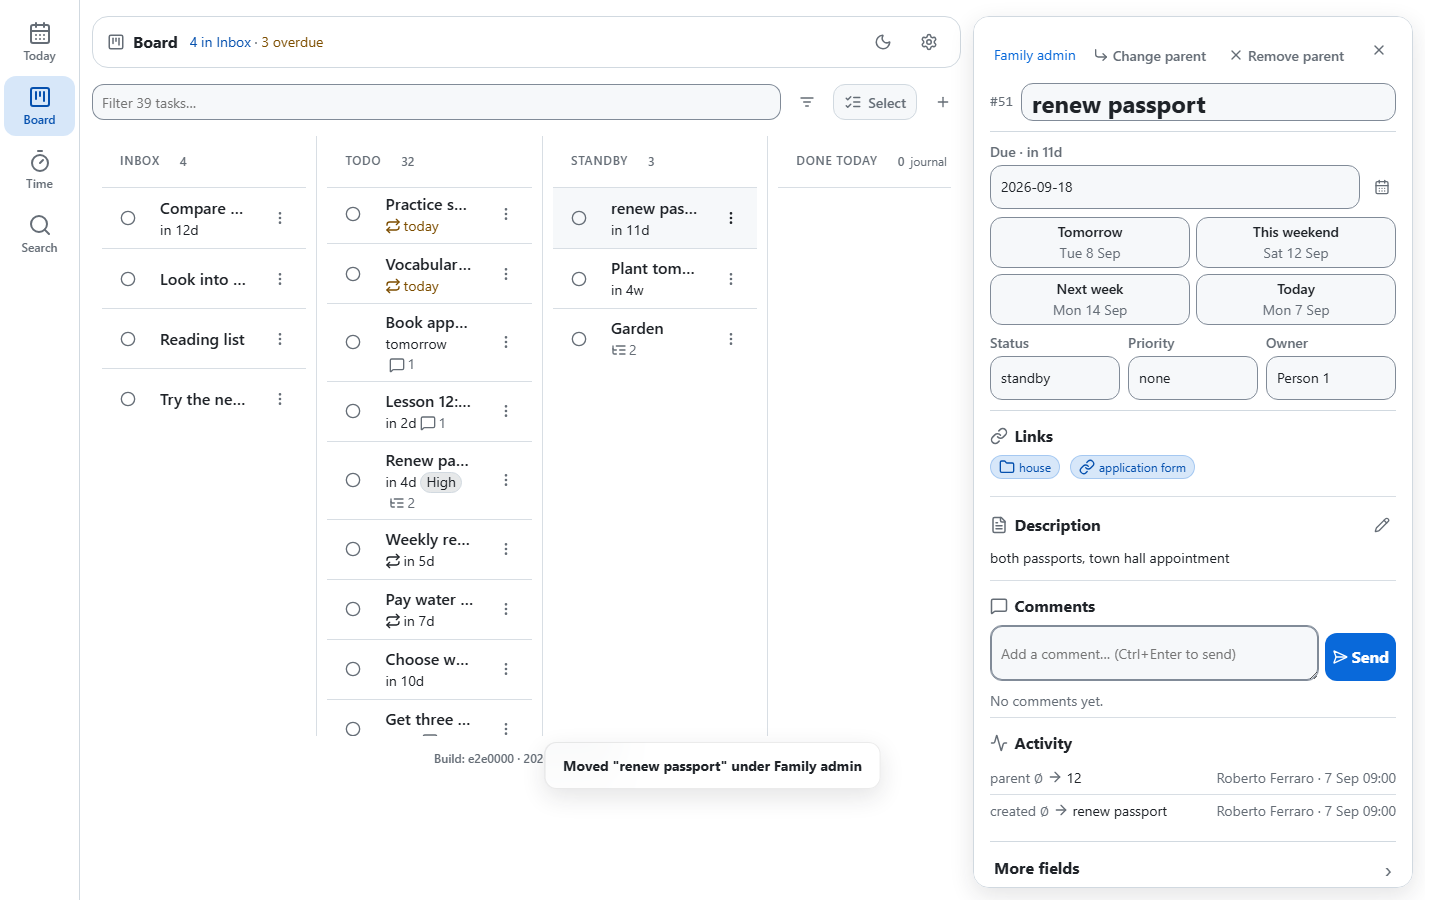 Today
Board
Time
Search
Board 4 in Inbox · 3 overdue
Filter 39 tasks...
Select
INBOX 4
Compare ...
in 12d
Look into ...
Reading list
Try the ne...
TODO 32
Practice s...
today
Vocabular...
today
Book app...
tomorrow
1
Lesson 12:...
in 2d 1
Renew pa...
in 4d High
2
Weekly re...
in 5d
Pay water ...
in 7d
Choose w...
in 10d
Get three ...
STANDBY 3
renew pas...
in 11d
Plant tom...
in 4w
Garden
2
DONE TODAY 0 journal
Build: e2e0000 · 202
Moved "renew passport" under Family admin
Family admin Change parent Remove parent
#51 renew passport
Due · in 11d
2026-09-18
Tomorrow
Tue 8 Sep
This weekend
Sat 12 Sep
Next week
Mon 14 Sep
Today
Mon 7 Sep
Status Priority Owner
standby none Person 1
Links
house application form
Description
both passports, town hall appointment
Comments
Add a comment... (Ctrl+Enter to send)
Send
No comments yet.
Activity
parent ∅ → 12 Roberto Ferraro · 7 Sep 09:00
created ∅ → renew passport Roberto Ferraro · 7 Sep 09:00
More fields